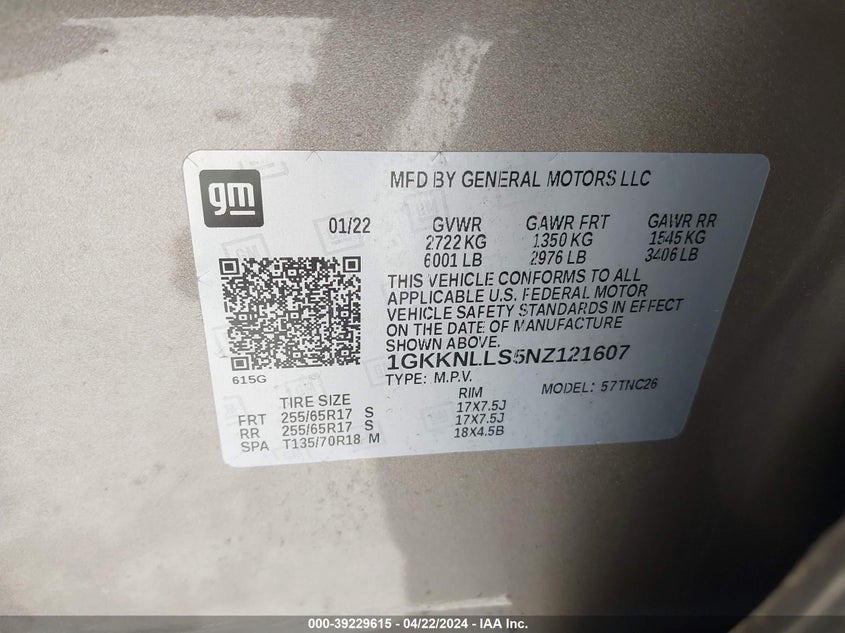 gm
MFD BY GENERAL MOTORS LLC
01/22 GVWR GAWR FRT GAWR RR
2722 KG 1350 KG 1545 KG
6001 LB 2976 LB 3406 LB
THIS VEHICLE CONFORMS TO ALL
APPLICABLE U.S. FEDERAL MOTOR
VEHICLE SAFETY STANDARDS IN EFFECT
ON THE DATE OF MANUFACTURE
SHOWN ABOVE.
1GKKNLLS5NZ121607
615G
TYPE: M.P.V. MODEL: 57TNC26
TIRE SIZE RIM
FRT 255/65R17 S 17X7.5J
RR 255/65R17 S 17X7.5J
SPA T135/70R18 M 18X4.5B
000-39229615 - 04/22/2024 - IAA Inc.